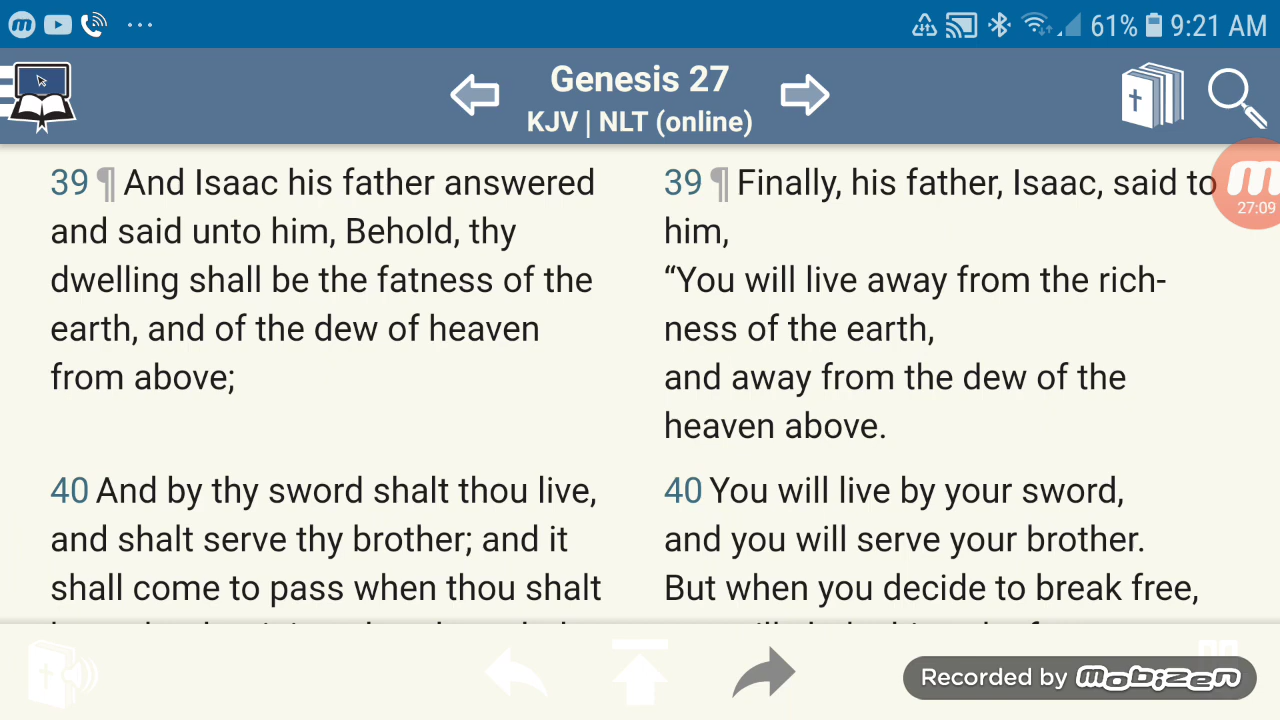 61% 9:21 AM
Genesis 27
KJV | NLT (online)
27:09
39 ¶ And Isaac his father answered
and said unto him, Behold, thy
dwelling shall be the fatness of the
earth, and of the dew of heaven
from above;
40 And by thy sword shalt thou live,
and shalt serve thy brother; and it
shall come to pass when thou shalt
39 ¶ Finally, his father, Isaac, said to
him,
“You will live away from the rich-
ness of the earth,
and away from the dew of the
heaven above.
40 You will live by your sword,
and you will serve your brother.
But when you decide to break free,
Recorded by MOBIZEN